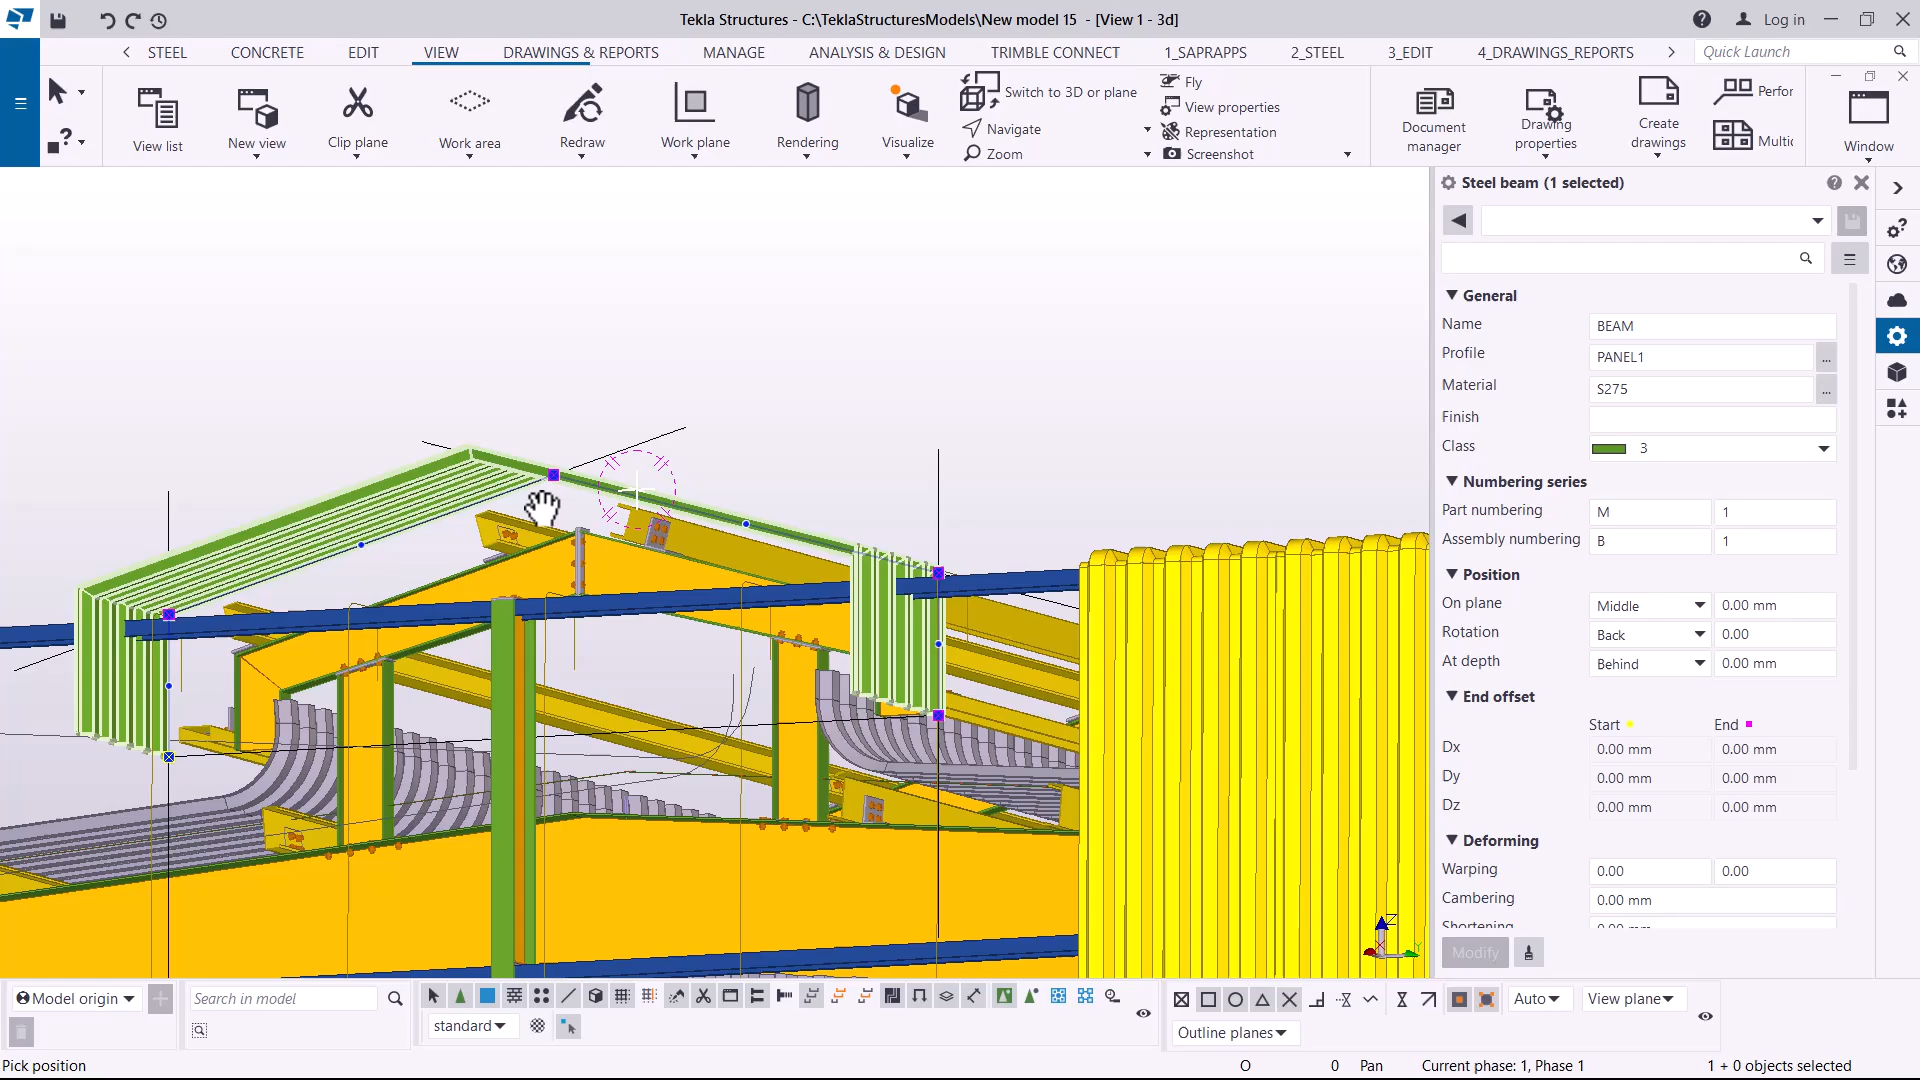 Tekla Structures - C:\TeklaStructuresModels\New model 15 - [View 1 - 3d]
Log in
STEEL CONCRETE EDIT VIEW DRAWINGS & REPORTS MANAGE ANALYSIS & DESIGN TRIMBLE CONNECT 1_SAPRAPPS 2_STEEL 3_EDIT 4_DRAWINGS_REPORTS Quick Launch
View list
New view
Clip plane
Work area
Redraw
Work plane
Rendering
Visualize
Switch to 3D or plane
Navigate
Zoom
Fly
View properties
Representation
Screenshot
Document manager
Drawing properties
Create drawings
Perfor
Multi
Window
Steel beam (1 selected)
General
Name BEAM
Profile PANEL1 ...
Material S275 ...
Finish
Class 3
Numbering series
Part numbering M 1
Assembly numbering B 1
Position
On plane Middle 0.00 mm
Rotation Back 0.00
At depth Behind 0.00 mm
End offset
Start End
Dx 0.00 mm 0.00 mm
Dy 0.00 mm 0.00 mm
Dz 0.00 mm 0.00 mm
Deforming
Warping 0.00 0.00
Cambering 0.00 mm
Shortening 0.00 mm
Modify
Z
X
Y
Model origin
Search in model
standard
Auto
View plane
Outline planes
Pick position O 0 Pan Current phase: 1, Phase 1 1 + 0 objects selected